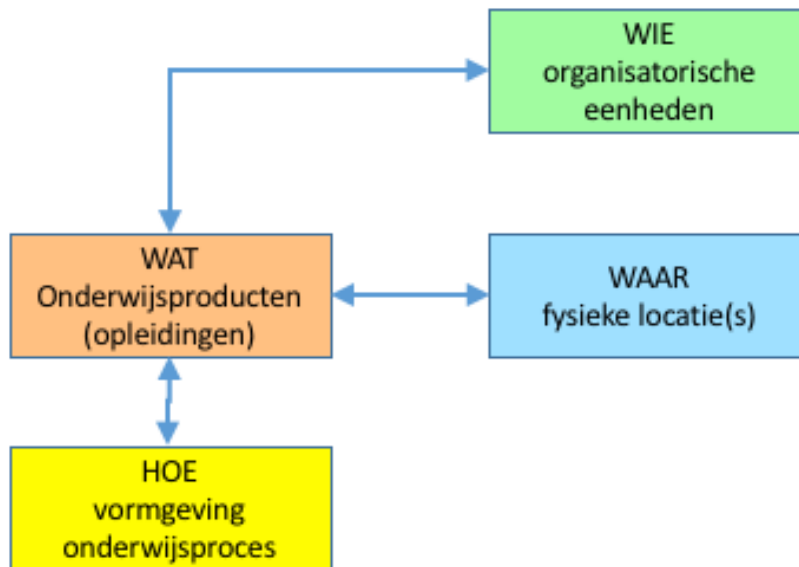 WIE
organisatorische
eenheden
WAT
Onderwijsproducten
(opleidingen)
WAAR
fysieke locatie(s)
HOE
vormgeving
onderwijsproces